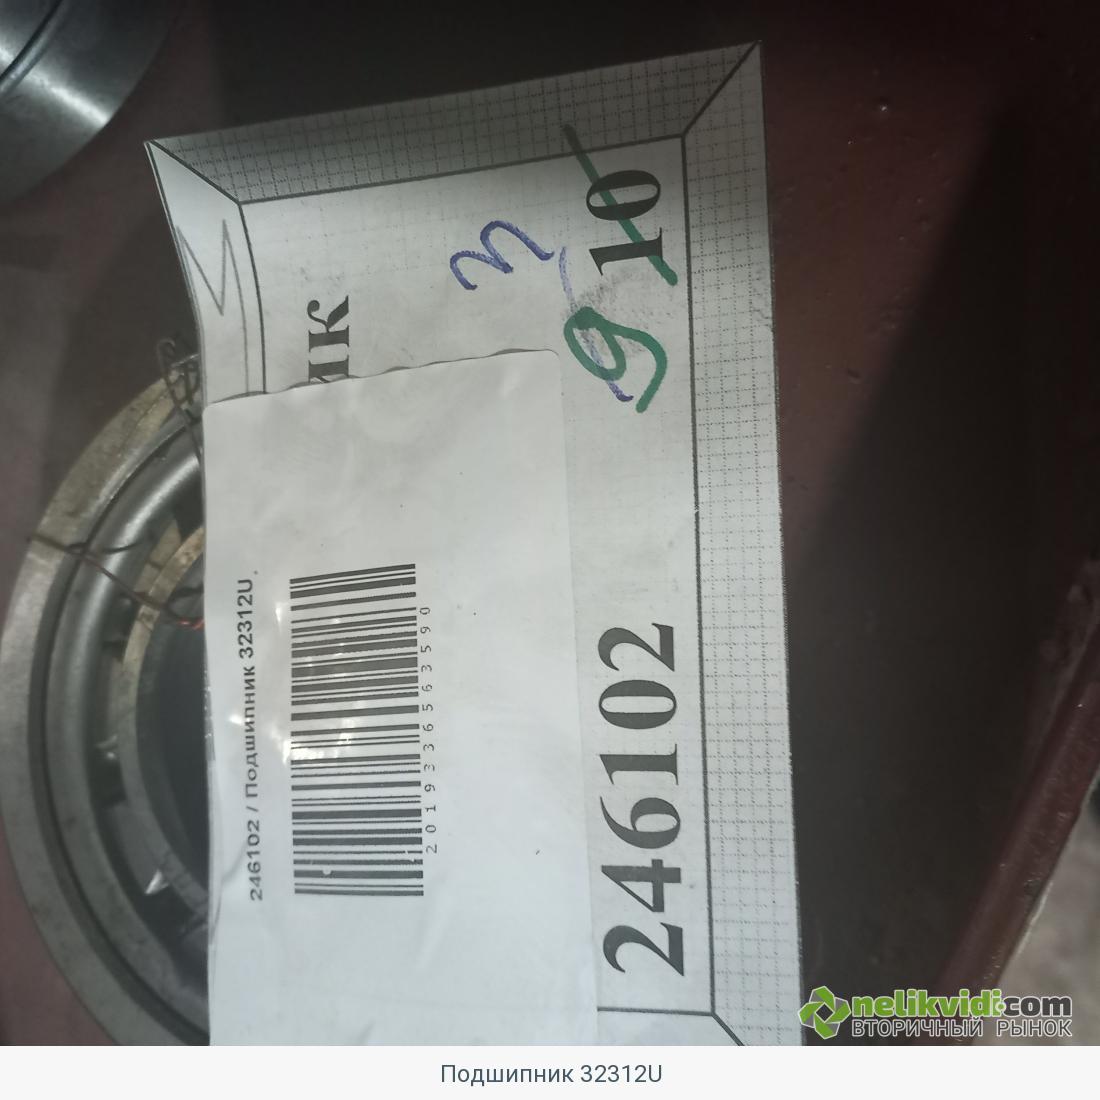 ик
3
10
9
246102
246102 / Подшипник 32312U.
2019336563590
nelikvidi.com
ВТОРИЧНЫЙ РЫНОК
Подшипник 32312U